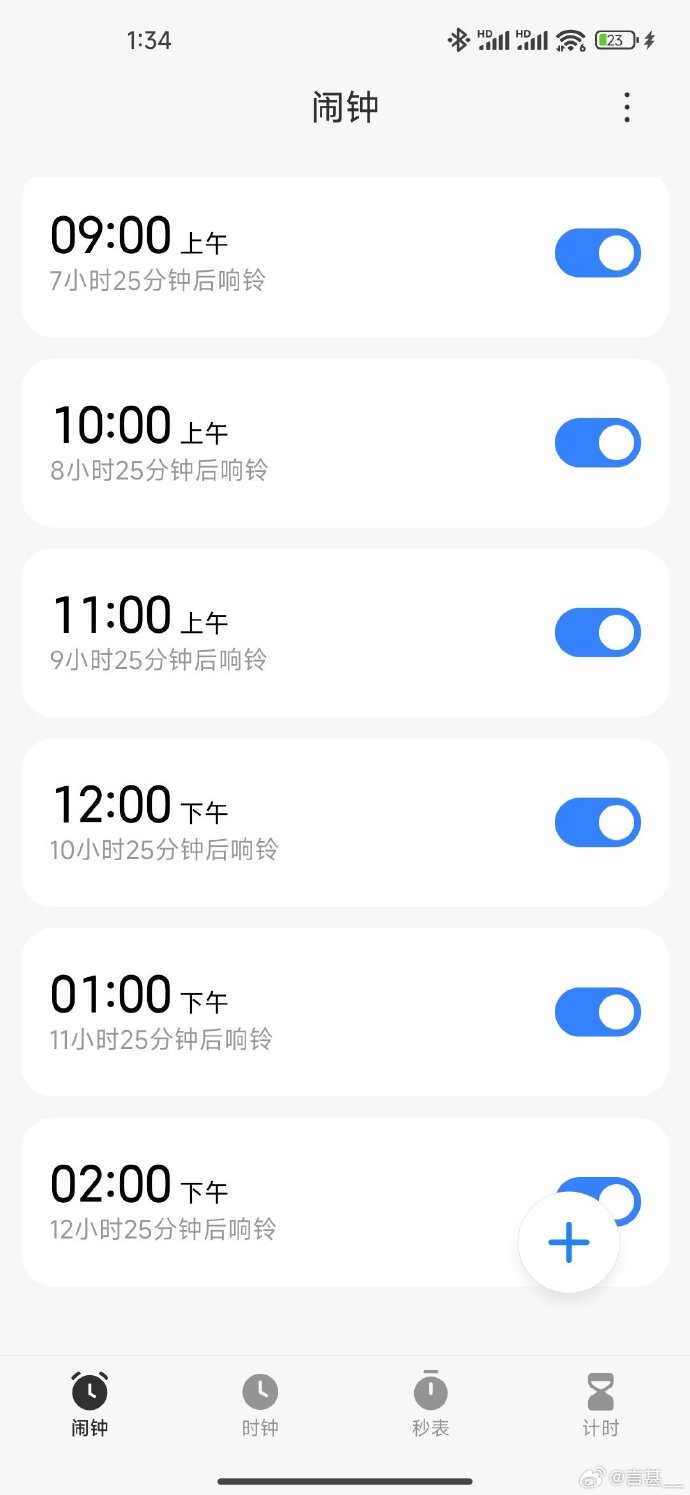 1:34
HD HD 6 23
闹钟
09:00 上午
7小时25分钟后响铃
10:00 上午
8小时25分钟后响铃
11:00 上午
9小时25分钟后响铃
12:00 下午
10小时25分钟后响铃
01:00 下午
11小时25分钟后响铃
02:00 下午
12小时25分钟后响铃
闹钟 时钟 秒表 计时
@言甚__